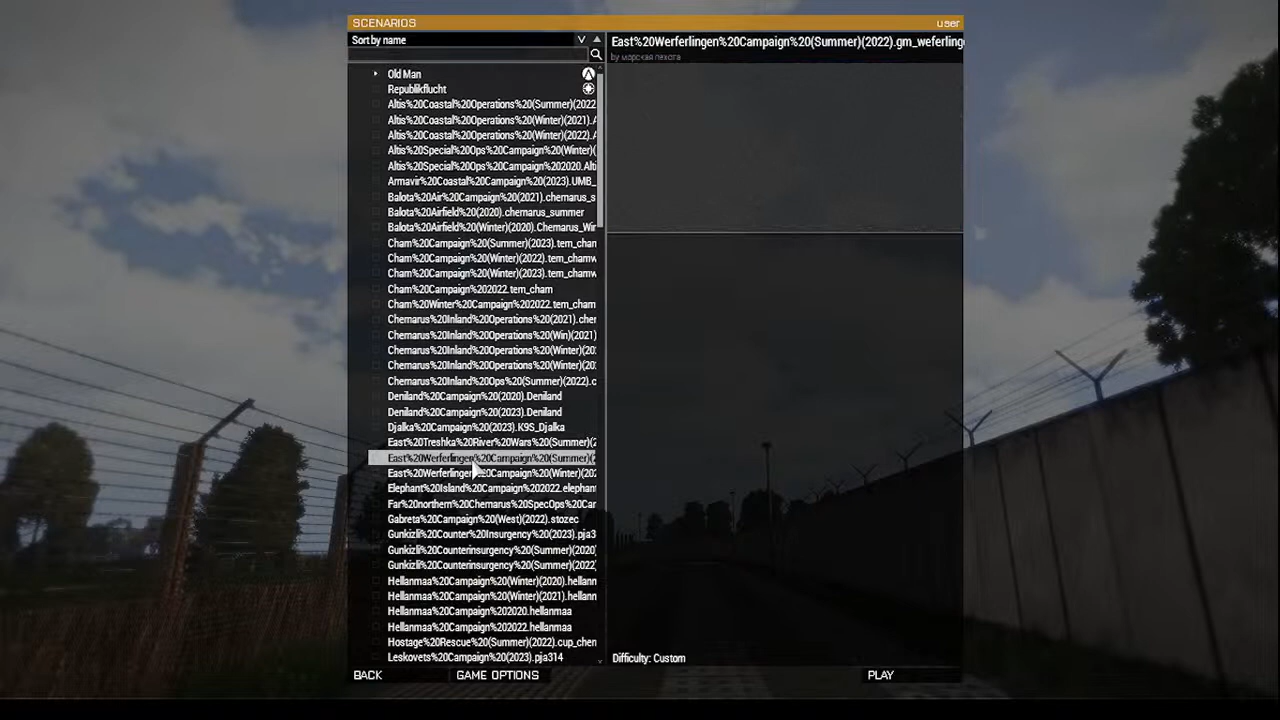 SCENARIOS
user
Sort by name
East%20Werferlingen%20Campaign%20(Summer)(2022).gm_weferling
by морская пехота
Old Man
Republikflucht
Altis%20Coastal%20Operations%20(Summer)(2022
Altis%20Coastal%20Operations%20(Winter)(2021).
Altis%20Coastal%20Operations%20(Winter)(2022).
Altis%20Special%20Ops%20Campaign%20(Winter)(
Altis%20Special%20Ops%20Campaign%202020.Alti
Armavir%20Coastal%20Campaign%20(2023).UMB_
Balota%20Air%20Campaign%20(2021).chernarus_s
Balota%20Airfield%20(2020).chernarus_summer
Balota%20Airfield%20(Winter)(2020).Chernarus_Win
Cham%20Campaign%20(Summer)(2023).tem_cham
Cham%20Campaign%20(Winter)(2022).tem_chamw
Cham%20Campaign%20(Winter)(2023).tem_chamw
Cham%20Campaign%202022.tem_cham
Cham%20Winter%20Campaign%202022.tem_cham
Chernarus%20Inland%20Operations%20(2021).cher
Chernarus%20Inland%20Operations%20(Win)(2021)
Chernarus%20Inland%20Operations%20(Winter)(20
Chernarus%20Inland%20Operations%20(Winter)(20
Chernarus%20Inland%20Ops%20(Summer)(2022).c
Deniland%20Campaign%20(2020).Deniland
Deniland%20Campaign%20(2023).Deniland
Djalka%20Campaign%20(2023).K9S_Djalka
East%20Treshka%20River%20Wars%20(Summer)(2
East%20Werferlingen%20Campaign%20(Summer)(2
East%20Werferlingen%20Campaign%20(Winter)(202
Elephant%20Island%20Campaign%202022.elephan
Far%20northern%20Chernarus%20SpecOps%20Car
Gabreta%20Campaign%20(West)(2022).stozec
Gunkizli%20Counter%20Insurgency%20(2023).pja3
Gunkizli%20Counterinsurgency%20(Summer)(2020)
Gunkizli%20Counterinsurgency%20(Summer)(2022
Hellanmaa%20Campaign%20(Winter)(2020).hellanm
Hellanmaa%20Campaign%20(Winter)(2021).hellanm
Hellanmaa%20Campaign%202020.hellanmaa
Hellanmaa%20Campaign%202022.hellanmaa
Hostage%20Rescue%20(Summer)(2022).cup_cher
Leskovets%20Campaign%20(2023).pja314
Difficulty: Custom
BACK
GAME OPTIONS
PLAY